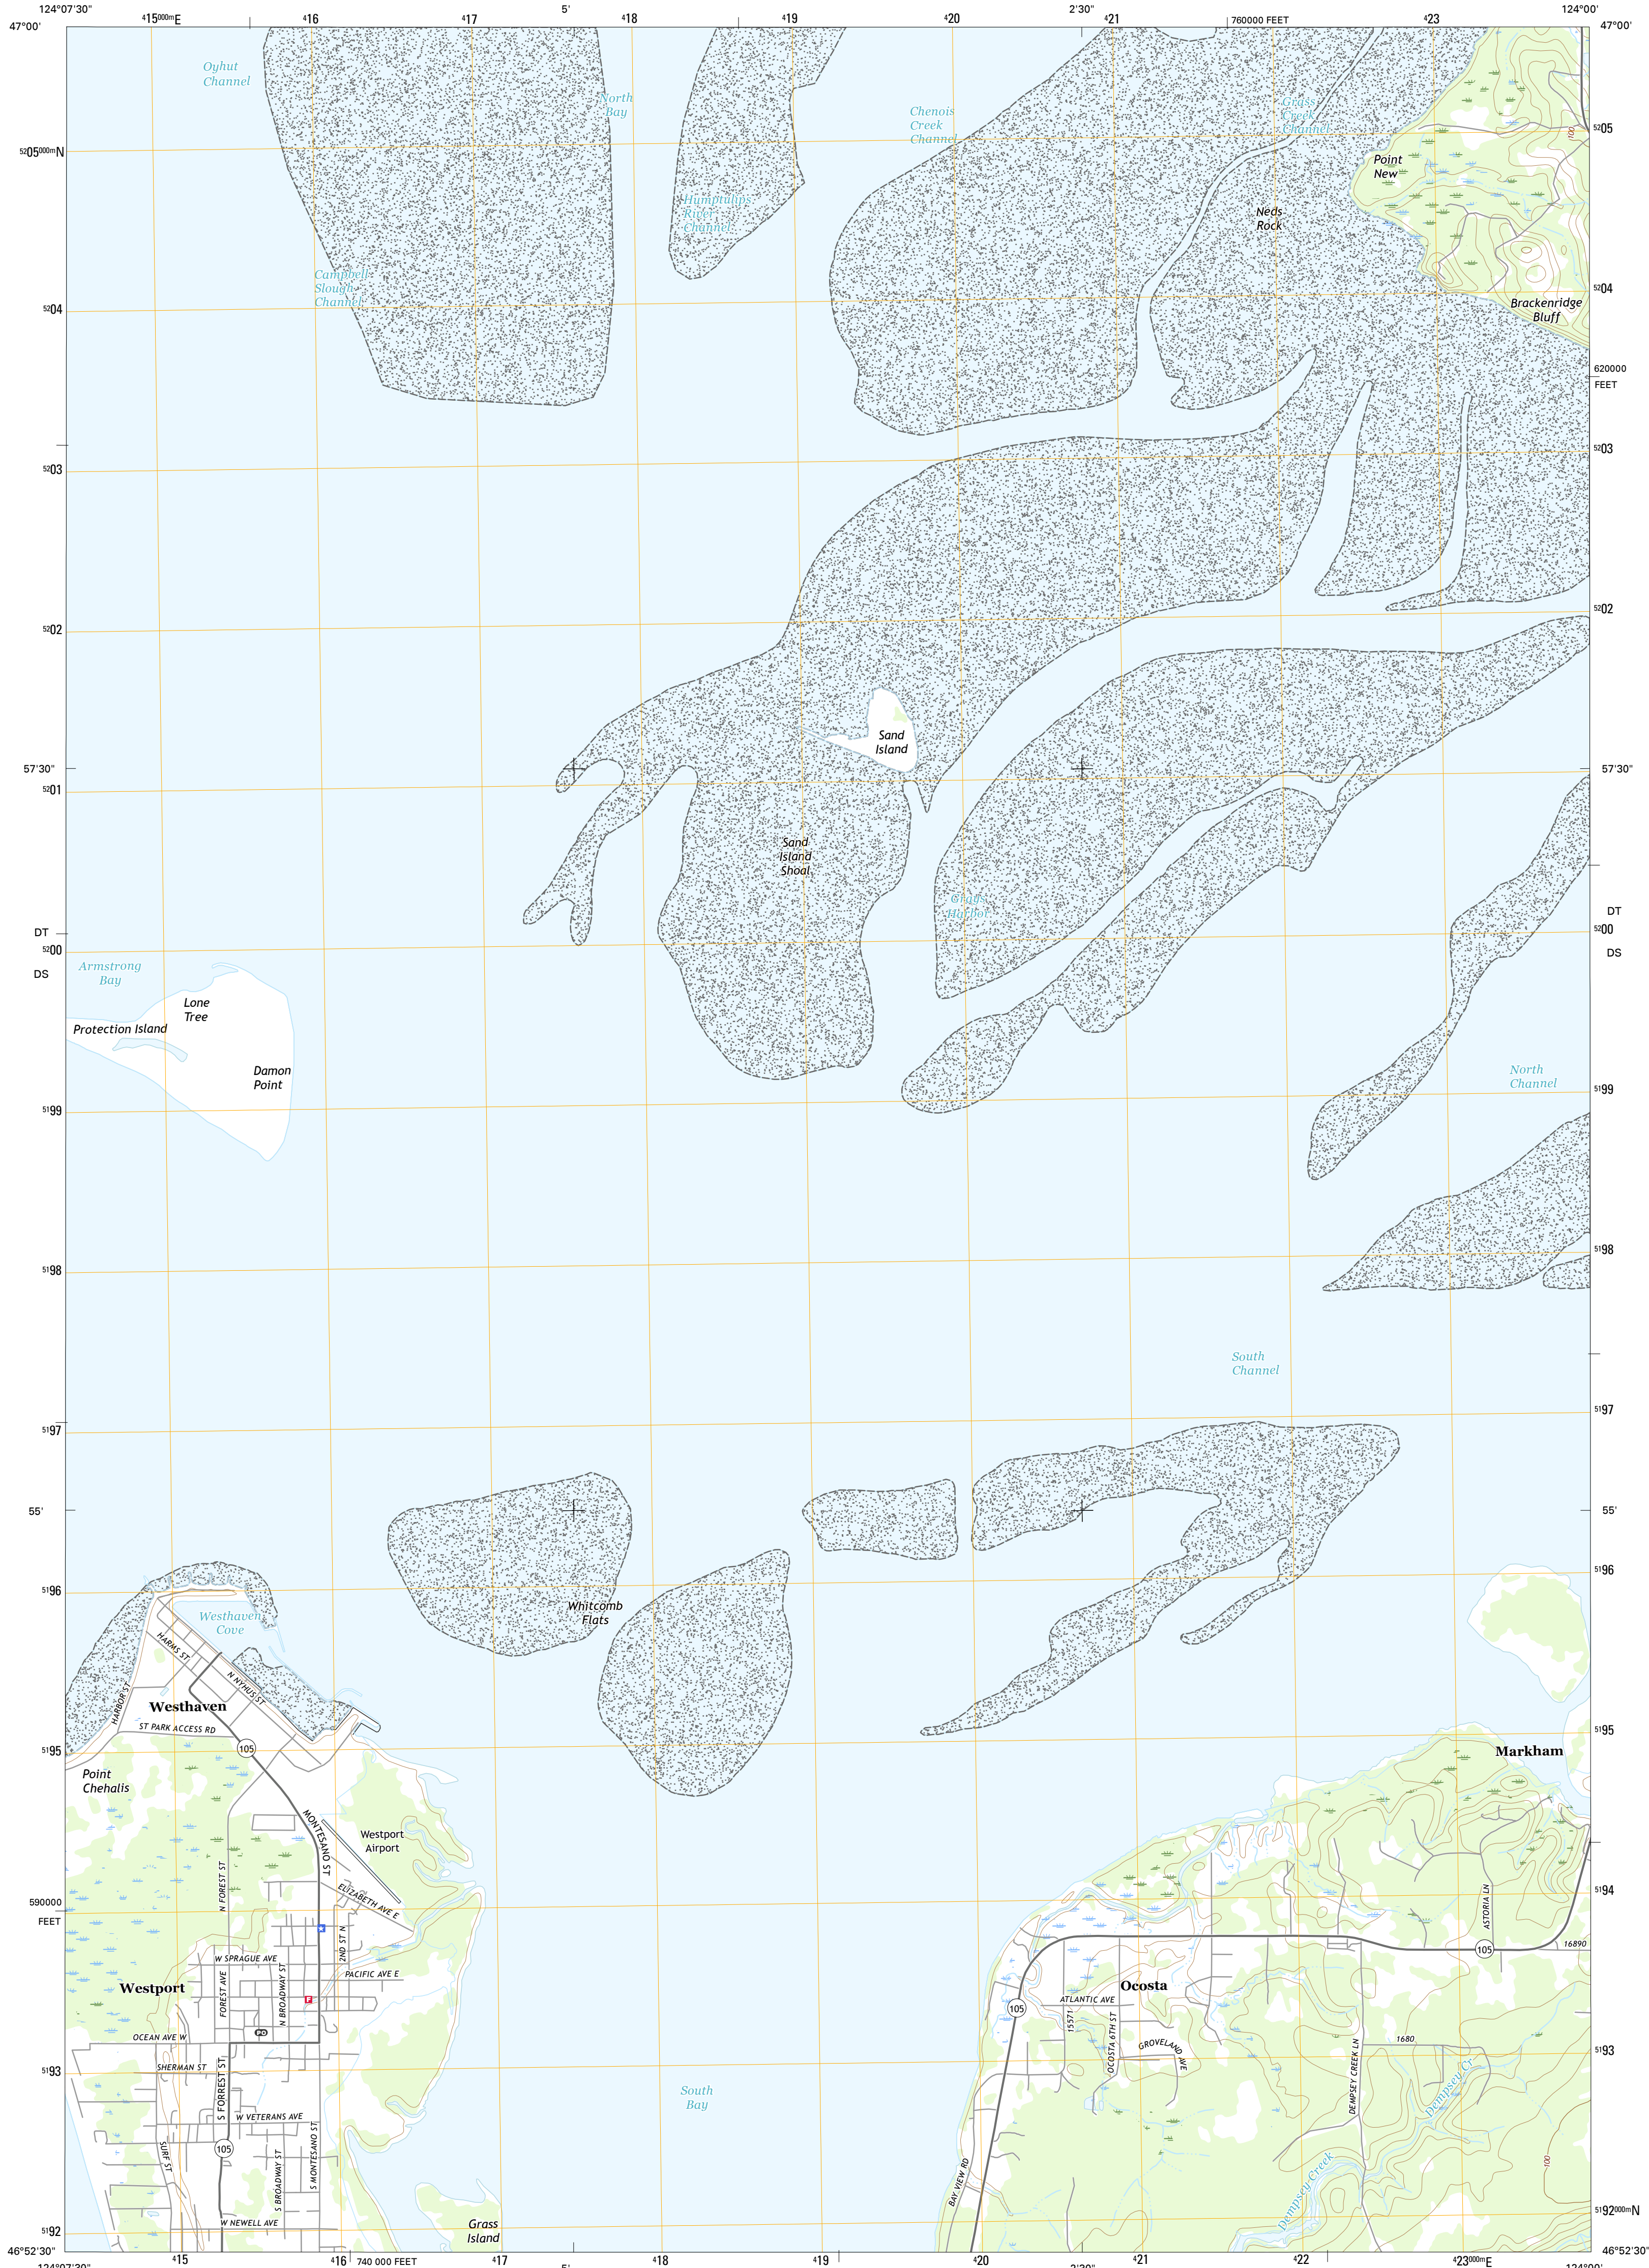 124°07'30"
415000mE
416
417
5'
418
419
420
2'30"
421
760000 FEET
423
124°00'
47°00'
47°00'
Oyhut
Channel
North
Bay
Chenois
Creek
Channel
Grass
Creek
Channel
5205
5205000mN
100
Point
New
Humptulips
River
Channel
Neds
Rock
Campbell
Slough
Channel
5204
5204
Brackenridge
Bluff
620000
FEET
5203
5203
5202
5202
Sand
Island
57'30"
57'30"
5201
Sand
Island
Shoal
Grays
Harbor
DT
5200
DS
DT
5200
DS
Armstrong
Bay
Lone
Tree
Protection Island
Damon
Point
North
Channel
5199
5199
5198
5198
South
Channel
5197
5197
55'
55'
5196
5196
Whitcomb
Flats
Westhaven
Cove
HARMS ST
N NYHUS ST
HARBOR ST
Westhaven
ST PARK ACCESS RD
105
5195
5195
Markham
Point
Chehalis
MONTESANO ST
Westport
Airport
ELIZABETH AVE E
N FOREST ST
590000
FEET
5194
ASTORIA LN
2ND ST N
W SPRAGUE AVE
105
16890
PACIFIC AVE E
Westport
FOREST AVE
N BROADWAY ST
F
PO
Ocosta
ATLANTIC AVE
105
15571
OCOSTA 6TH ST
GROVELAND AVE
OCEAN AVE W
SHERMAN ST
1680
5193
5193
DEMPSEY CREEK LN
Dempsey Cr
South
Bay
S FORREST ST
W VETERANS AVE
105
SURF ST
S BROADWAY ST
S MONTESANO ST
BAY VIEW RD
Dempsey Creek
100
W NEWELL AVE
Grass
Island
5192
5192000mN
46°52'30"
46°52'30"
415
416
740 000 FEET
417
5'
418
419
420
2'30"
421
422
423000mE
124°07'30"
124°00'